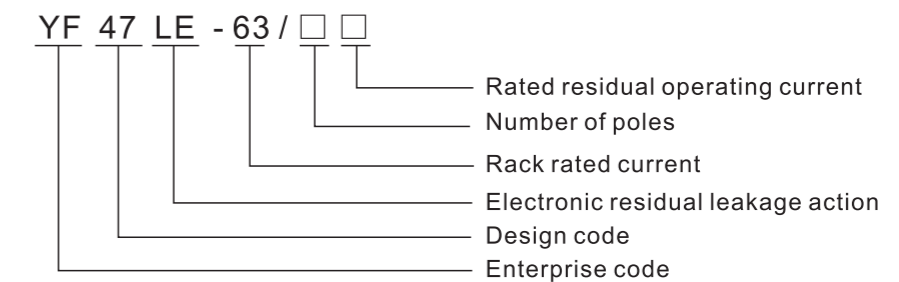 YF 47 LE - 63 / □ □
Rated residual operating current
Number of poles
Rack rated current
Electronic residual leakage action
Design code
Enterprise code